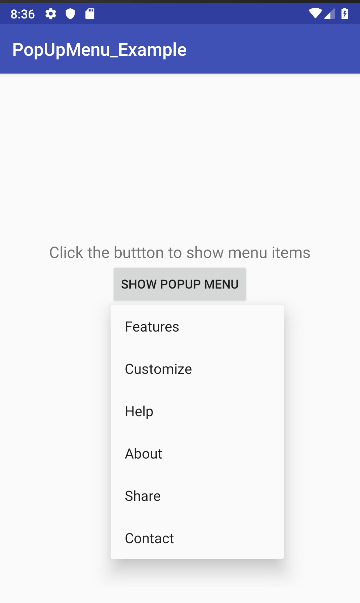 8:36
PopUpMenu_Example
Click the buttton to show menu items
SHOW POPUP MENU
Features
Customize
Help
About
Share
Contact